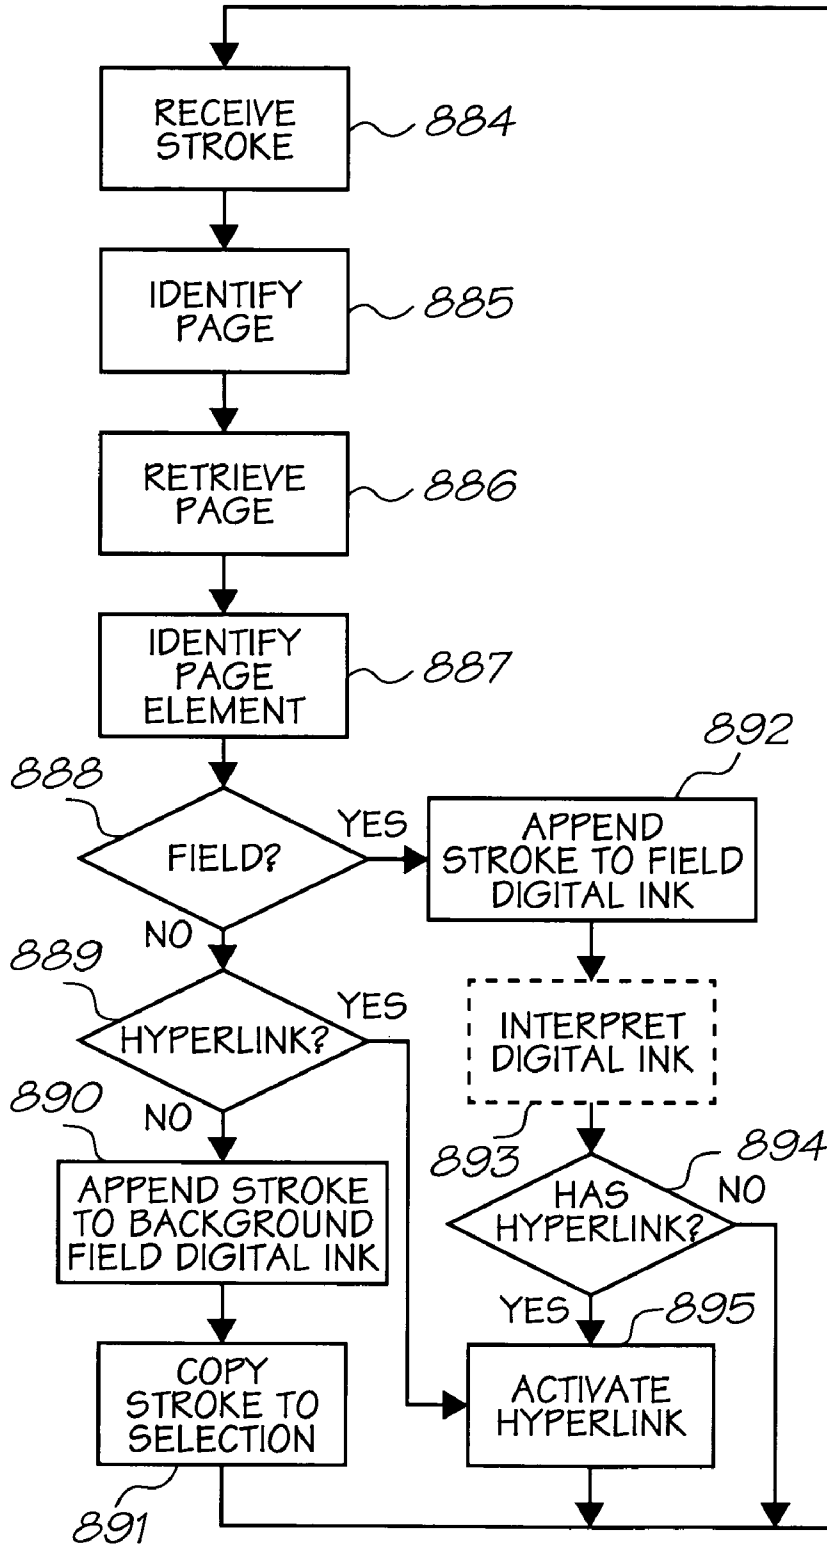 RECEIVE
STROKE
884
IDENTIFY
PAGE
885
RETRIEVE
PAGE
886
IDENTIFY
PAGE
ELEMENT
887
888
FIELD?
YES
NO
892
APPEND
STROKE TO FIELD
DIGITAL INK
889
HYPERLINK?
YES
NO
INTERPRET
DIGITAL INK
893
890
APPEND STROKE
TO BACKGROUND
FIELD DIGITAL INK
894
HAS
HYPERLINK?
NO
YES
COPY
STROKE TO
SELECTION
891
895
ACTIVATE
HYPERLINK